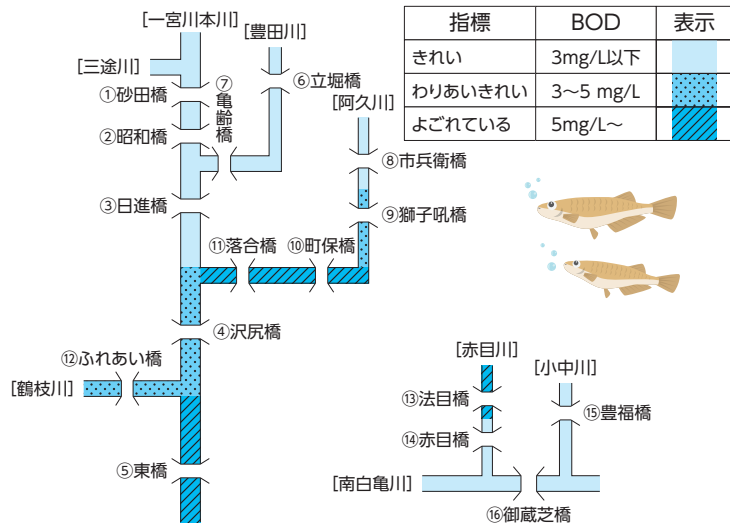 [一宮川本川]
[豊田川]
[三途川]
①砂田橋
⑦亀齢橋
⑥立堀橋
[阿久川]
②昭和橋
⑧市兵衛橋
③日進橋
⑨獅子吼橋
⑪落合橋
⑩町保橋
④沢尻橋
⑫ふれあい橋
[鶴枝川]
⑤東橋
指標 BOD 表示
きれい 3mg/L以下
わりあいきれい 3〜5 mg/L
よごれている 5mg/L〜
[赤目川]
[小中川]
⑬法目橋
⑮豊福橋
⑭赤目橋
[南白亀川]
⑯御蔵芝橋